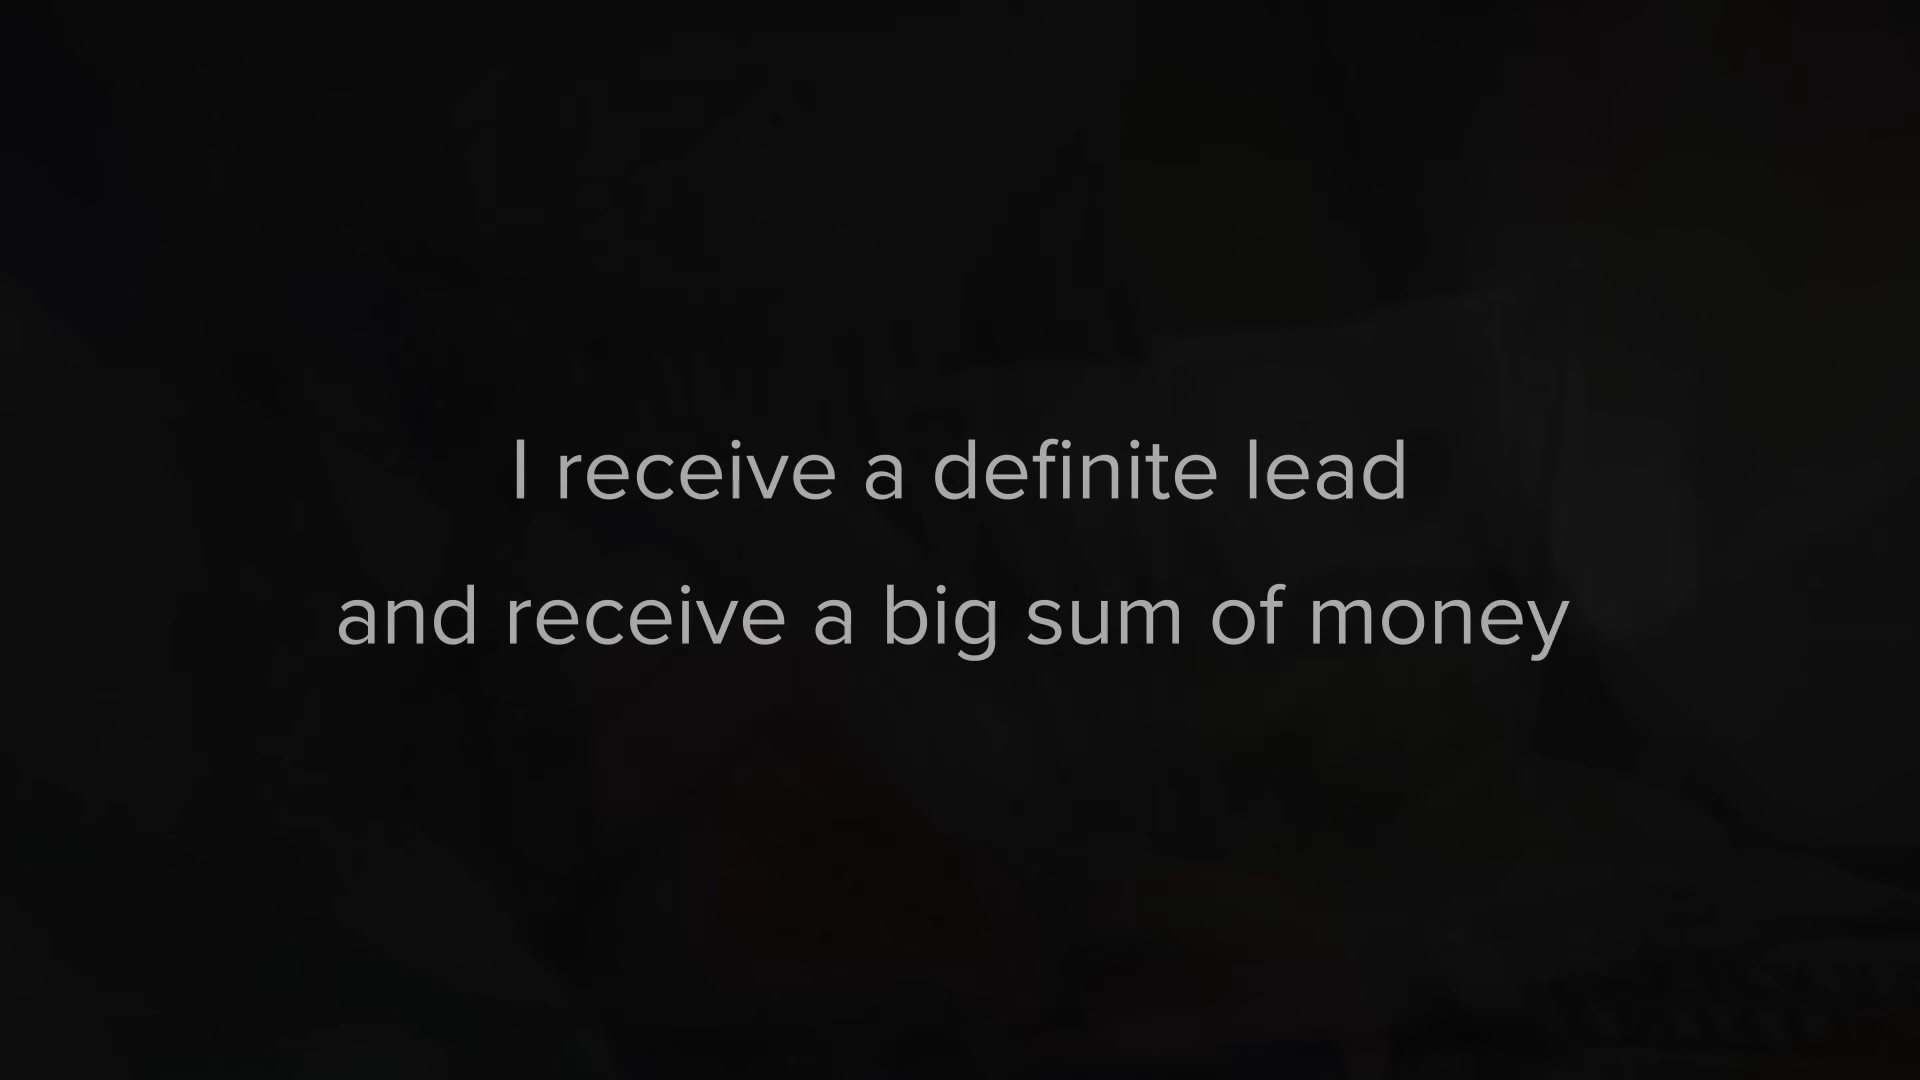 I receive a definite lead
and receive a big sum of money